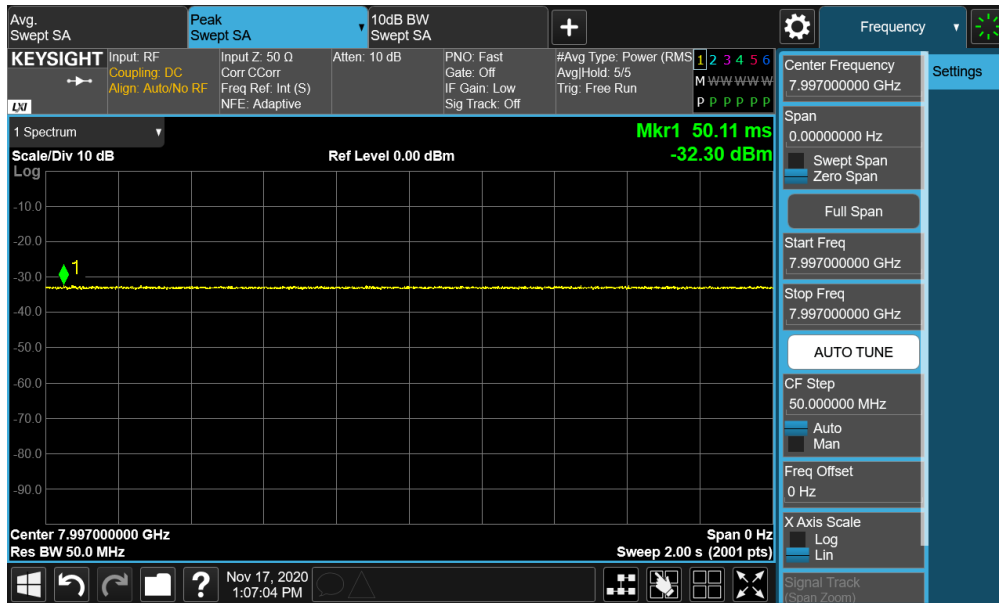 Avg.
Swept SA
Peak
Swept SA
10dB BW
Swept SA
Frequency
KEYSIGHT
LXI
Input: RF
Coupling: DC
Align: Auto/No RF
Input Z: 50 Ω
Corr CCorr
Freq Ref: Int (S)
NFE: Adaptive
Atten: 10 dB
PNO: Fast
Gate: Off
IF Gain: Low
Sig Track: Off
#Avg Type: Power (RMS
Avg|Hold: 5/5
Trig: Free Run
1 2 3 4 5 6
M W W W W W
P P P P P P
1 Spectrum
Scale/Div 10 dB
Log
Ref Level 0.00 dBm
Mkr1 50.11 ms
-32.30 dBm
-10.0
-20.0
-30.0
-40.0
-50.0
-60.0
-70.0
-80.0
-90.0
1
Center 7.997000000 GHz
Res BW 50.0 MHz
Span 0 Hz
Sweep 2.00 s (2001 pts)
Nov 17, 2020
1:07:04 PM
Center Frequency
7.997000000 GHz
Span
0.00000000 Hz
Swept Span
Zero Span
Full Span
Start Freq
7.997000000 GHz
Stop Freq
7.997000000 GHz
AUTO TUNE
CF Step
50.000000 MHz
Auto
Man
Freq Offset
0 Hz
X Axis Scale
Log
Lin
Signal Track
(Span Zoom)
Settings